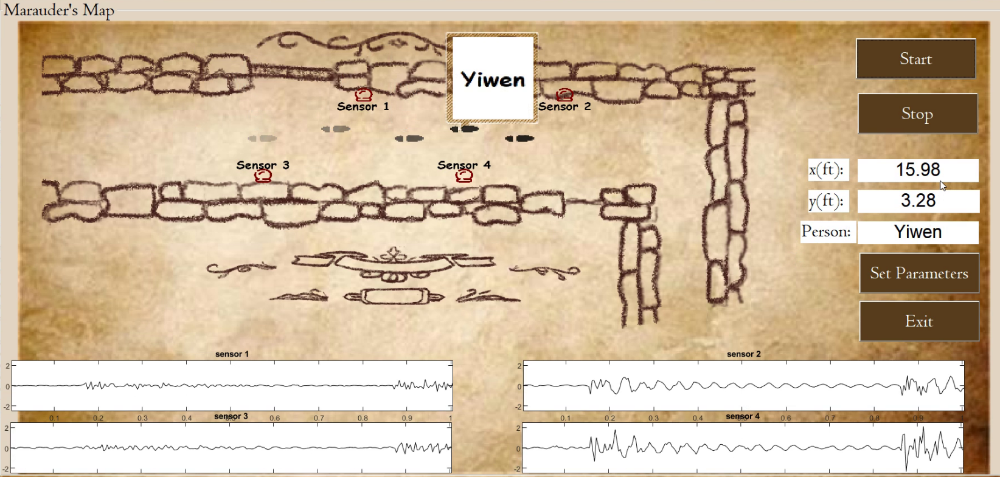 Marauder's Map
Yiwen
Sensor 1
Sensor 2
Sensor 3
Sensor 4
Start
Stop
x(ft): 15.98
y(ft): 3.28
Person: Yiwen
Set Parameters
Exit
sensor 1
2
0
-2
0.1 0.2 0.3 0.4 0.6 0.7 0.8 0.9 1
sensor 2
2
0
-2
0.1 0.2 0.3 0.4 0.6 0.7 0.8 0.9
sensor 3
2
0
-2
sensor 4
2
0
-2